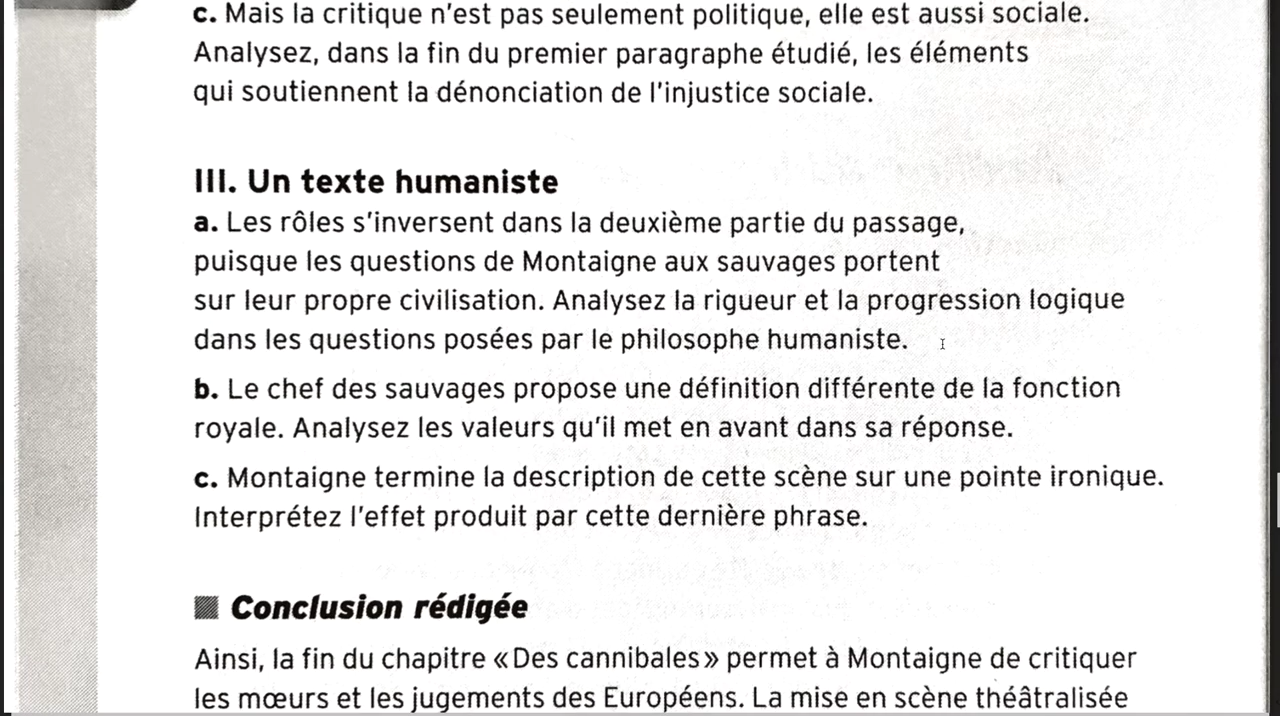 c. Mais la critique n'est pas seulement politique, elle est aussi sociale.
Analysez, dans la fin du premier paragraphe étudié, les éléments
qui soutiennent la dénonciation de l'injustice sociale.
III. Un texte humaniste
a. Les rôles s'inversent dans la deuxième partie du passage,
puisque les questions de Montaigne aux sauvages portent
sur leur propre civilisation. Analysez la rigueur et la progression logique
dans les questions posées par le philosophe humaniste.
b. Le chef des sauvages propose une définition différente de la fonction
royale. Analysez les valeurs qu'il met en avant dans sa réponse.
c. Montaigne termine la description de cette scène sur une pointe ironique.
Interprétez l'effet produit par cette dernière phrase.
Conclusion rédigée
Ainsi, la fin du chapitre «Des cannibales» permet à Montaigne de critiquer
les mœurs et les jugements des Européens. La mise en scène théâtralisée